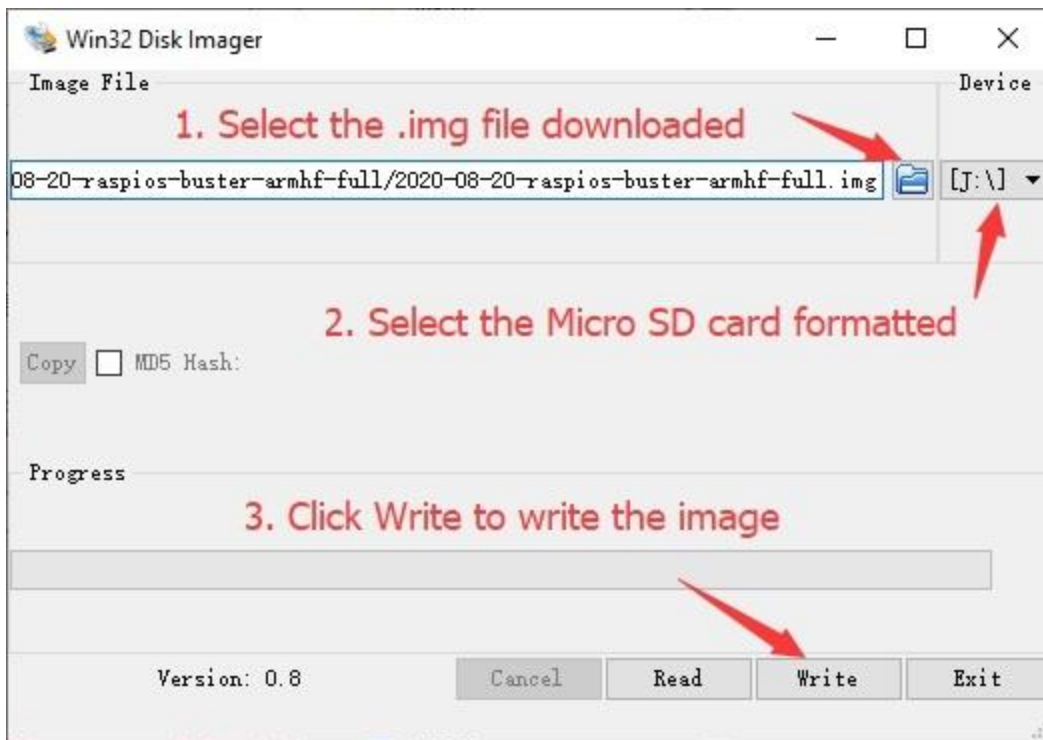 Win32 Disk Imager
Image File
Device
1. Select the .img file downloaded
08-20-raspios-buster-armhf-full/2020-08-20-raspios-buster-armhf-full.img
[J:\]
2. Select the Micro SD card formatted
Copy MD5 Hash:
Progress
3. Click Write to write the image
Version: 0.8 Cancel Read Write Exit